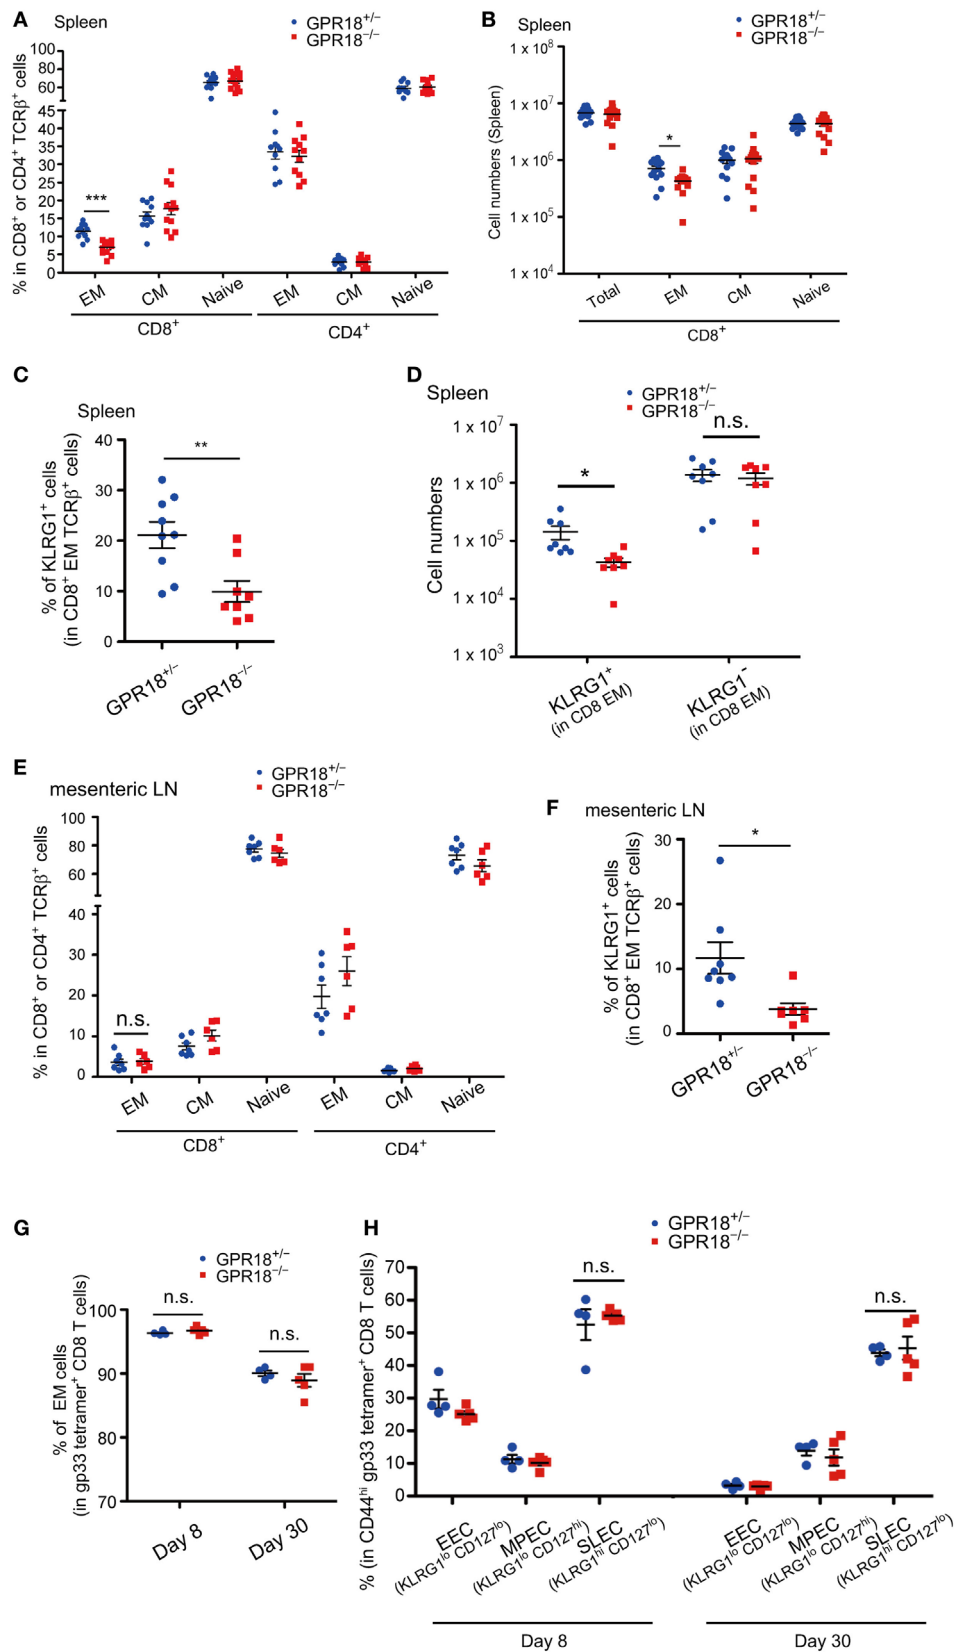 A
Spleen
GPR18+/–
GPR18–/–
% in CD8+ or CD4+ TCRβ+ cells
100
80
60
45
40
35
30
25
20
15
10
5
0
***
EM
CM
Naive
EM
CM
Naive
CD8+
CD4+
B
Spleen
GPR18+/–
GPR18–/–
Cell numbers (Spleen)
1 x 10^8
1 x 10^7
1 x 10^6
1 x 10^5
1 x 10^4
*
Total
EM
CM
Naive
CD8+
C
Spleen
% of KLRG1+ cells
(in CD8+ EM TCRβ+ cells)
40
30
20
10
0
**
GPR18+/–
GPR18–/–
D
Spleen
GPR18+/–
GPR18–/–
Cell numbers
1 x 10^7
1 x 10^6
1 x 10^5
1 x 10^4
1 x 10^3
*
n.s.
KLRG1+
(in CD8 EM)
KLRG1-
(in CD8 EM)
E
mesenteric LN
GPR18+/–
GPR18–/–
% in CD8+ or CD4+ TCRβ+ cells
100
80
60
40
30
20
10
0
n.s.
EM
CM
Naive
EM
CM
Naive
CD8+
CD4+
F
mesenteric LN
% of KLRG1+ cells
(in CD8+ EM TCRβ+ cells)
30
20
10
0
*
GPR18+/–
GPR18–/–
G
GPR18+/–
GPR18–/–
% of EM cells
(in gp33 tetramer+ CD8 T)
100
90
80
70
n.s.
n.s.
Day 8
Day 30
H
GPR18+/–
GPR18–/–
% (in CD44hi gp33 tetramer+ CD8 T cells)
70
60
50
40
30
20
10
0
n.s.
n.s.
EEC
(KLRG1lo CD127lo)
MPEC
(KLRG1lo CD127hi)
SLEC
(KLRG1hi CD127lo)
EEC
(KLRG1lo CD127lo)
MPEC
(KLRG1lo CD127hi)
SLEC
(KLRG1hi CD127lo)
Day 8
Day 30